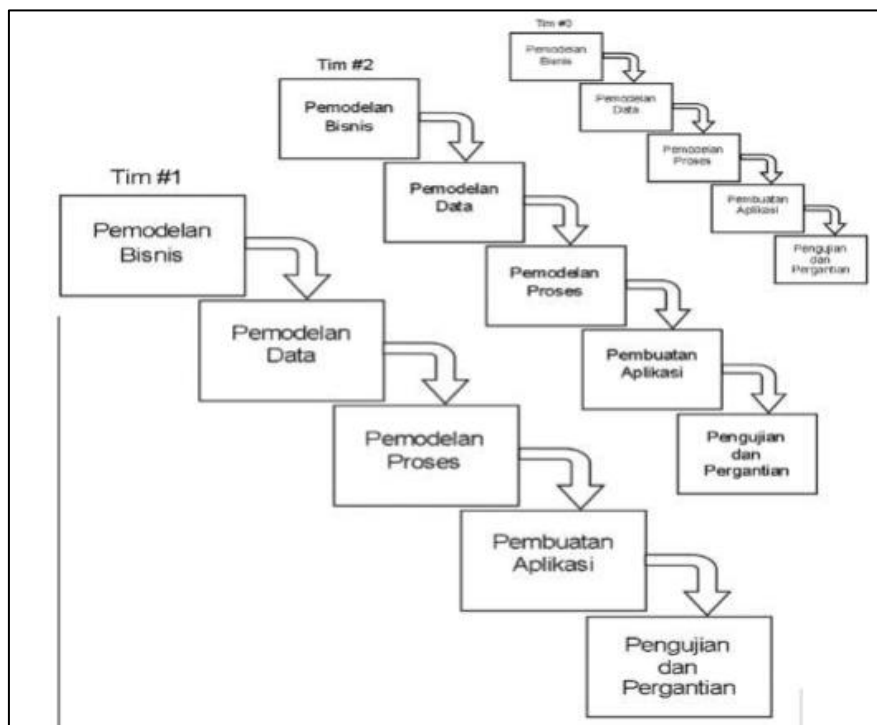 Tim #1
Pemodelan
Bisnis
Pemodelan
Data
Pemodelan
Proses
Pembuatan
Aplikasi
Pengujian
dan
Pergantian
Tim #2
Pemodelan
Bisnis
Pemodelan
Data
Pemodelan
Proses
Pembuatan
Aplikasi
Pengujian
dan
Pergantian
Tim
Pemodelan
Bisnis
Pemodelan
Data
Pemodelan
Proses
Pembuatan
Aplikasi
Pengujian
dan
Pergantian